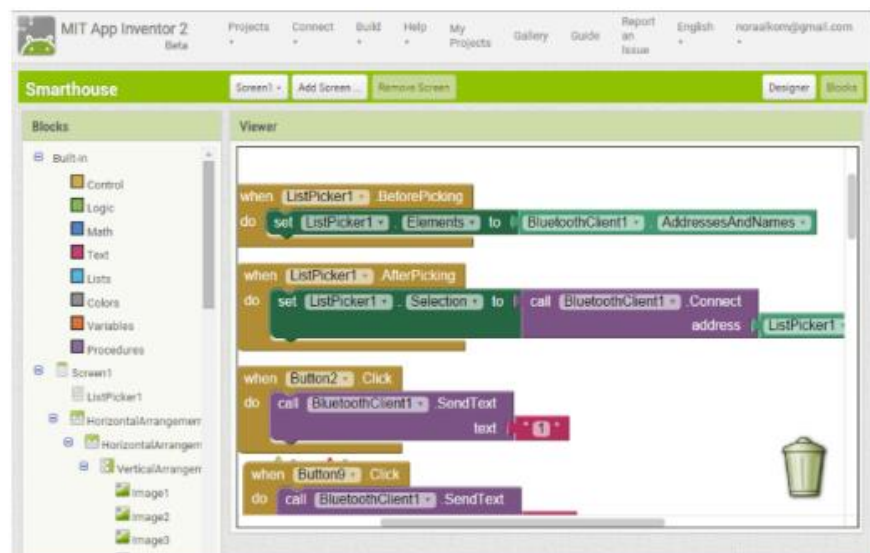 MIT App Inventor 2
Beta
Projects Connect Build Help My Projects Gallery Guide Report an Issue English noraalkom@gmail.com
Smarthouse
Screen1 Add Screen ... Remove Screen Designer Blocks
Blocks
Viewer
Built-in
Control
Logic
Math
Text
Lists
Colors
Variables
Procedures
Screen1
ListPicker1
HorizontalArrangemen
HorizontalArrangem
VerticalArrangem
Image1
Image2
Image3
when ListPicker1 .BeforePicking
do set ListPicker1 . Elements to BluetoothClient1 . AddressesAndNames
when ListPicker1 .AfterPicking
do set ListPicker1 . Selection to call BluetoothClient1 .Connect
address ListPicker1
when Button2 .Click
do call BluetoothClient1 .SendText
text " 1 "
when Button9 .Click
do call BluetoothClient1 .SendText